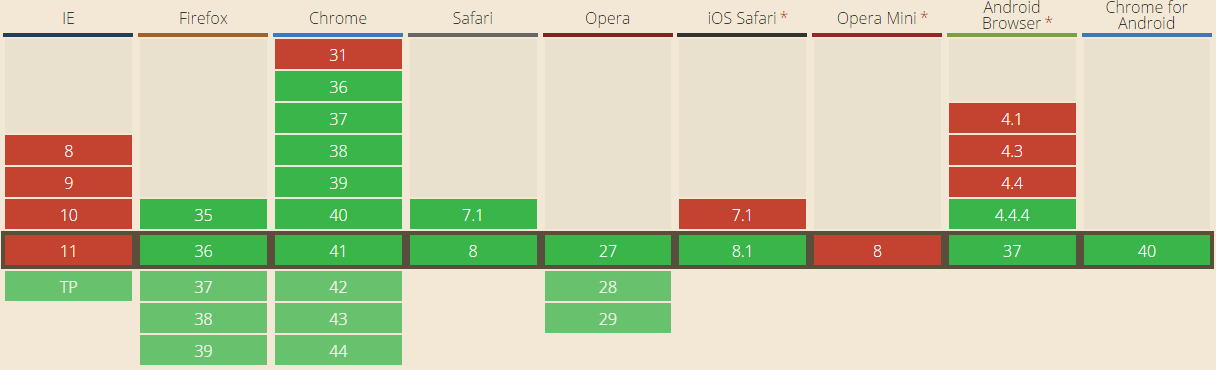 IE Firefox Chrome Safari Opera iOS Safari * Opera Mini * Android Browser * Chrome for Android
31
36
37 4.1
8 38 4.3
9 39 4.4
10 35 40 7.1 7.1 4.4.4
11 36 41 8 27 8.1 8 37 40
TP 37 42 28
38 43 29
39 44